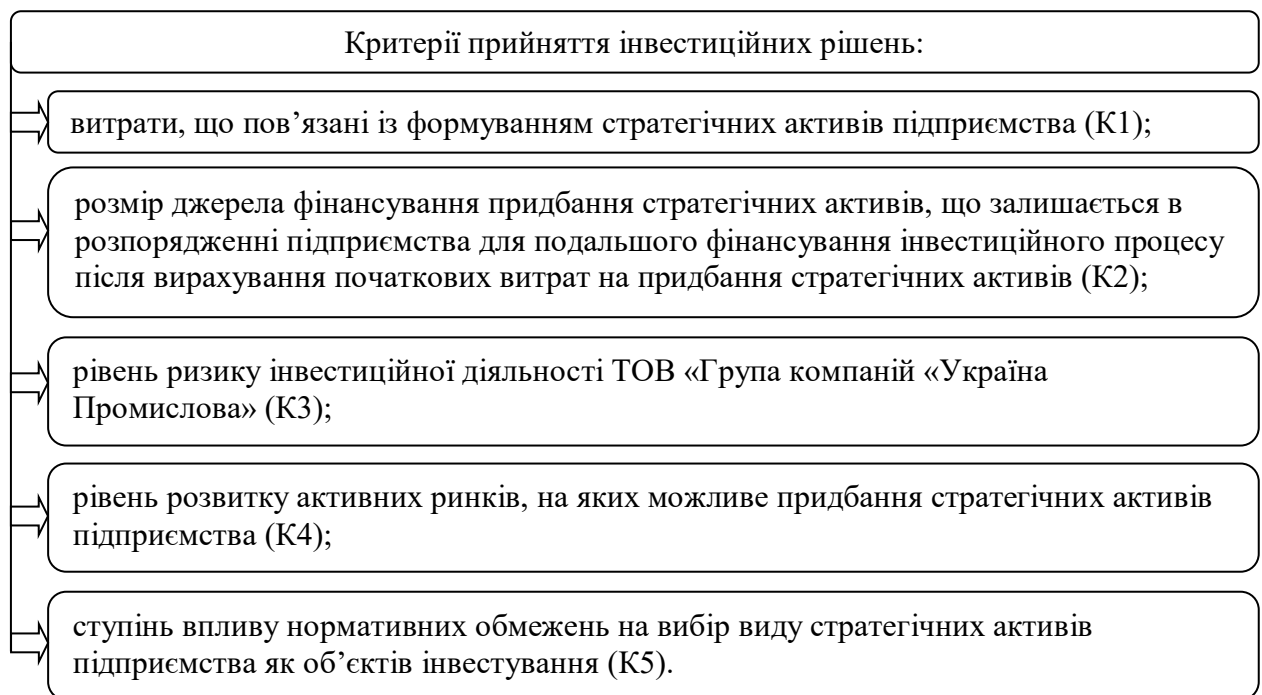 Критерії прийняття інвестиційних рішень:
витрати, що пов’язані із формуванням стратегічних активів підприємства (К1);
розмір джерела фінансування придбання стратегічних активів, що залишається в
розпорядженні підприємства для подальшого фінансування інвестиційного процесу
після вирахування початкових витрат на придбання стратегічних активів (К2);
рівень ризику інвестиційної діяльності ТОВ «Група компаній «Україна
Промислова» (К3);
рівень розвитку активних ринків, на яких можливе придбання стратегічних активів
підприємства (К4);
ступінь впливу нормативних обмежень на вибір виду стратегічних активів
підприємства як об’єктів інвестування (К5).